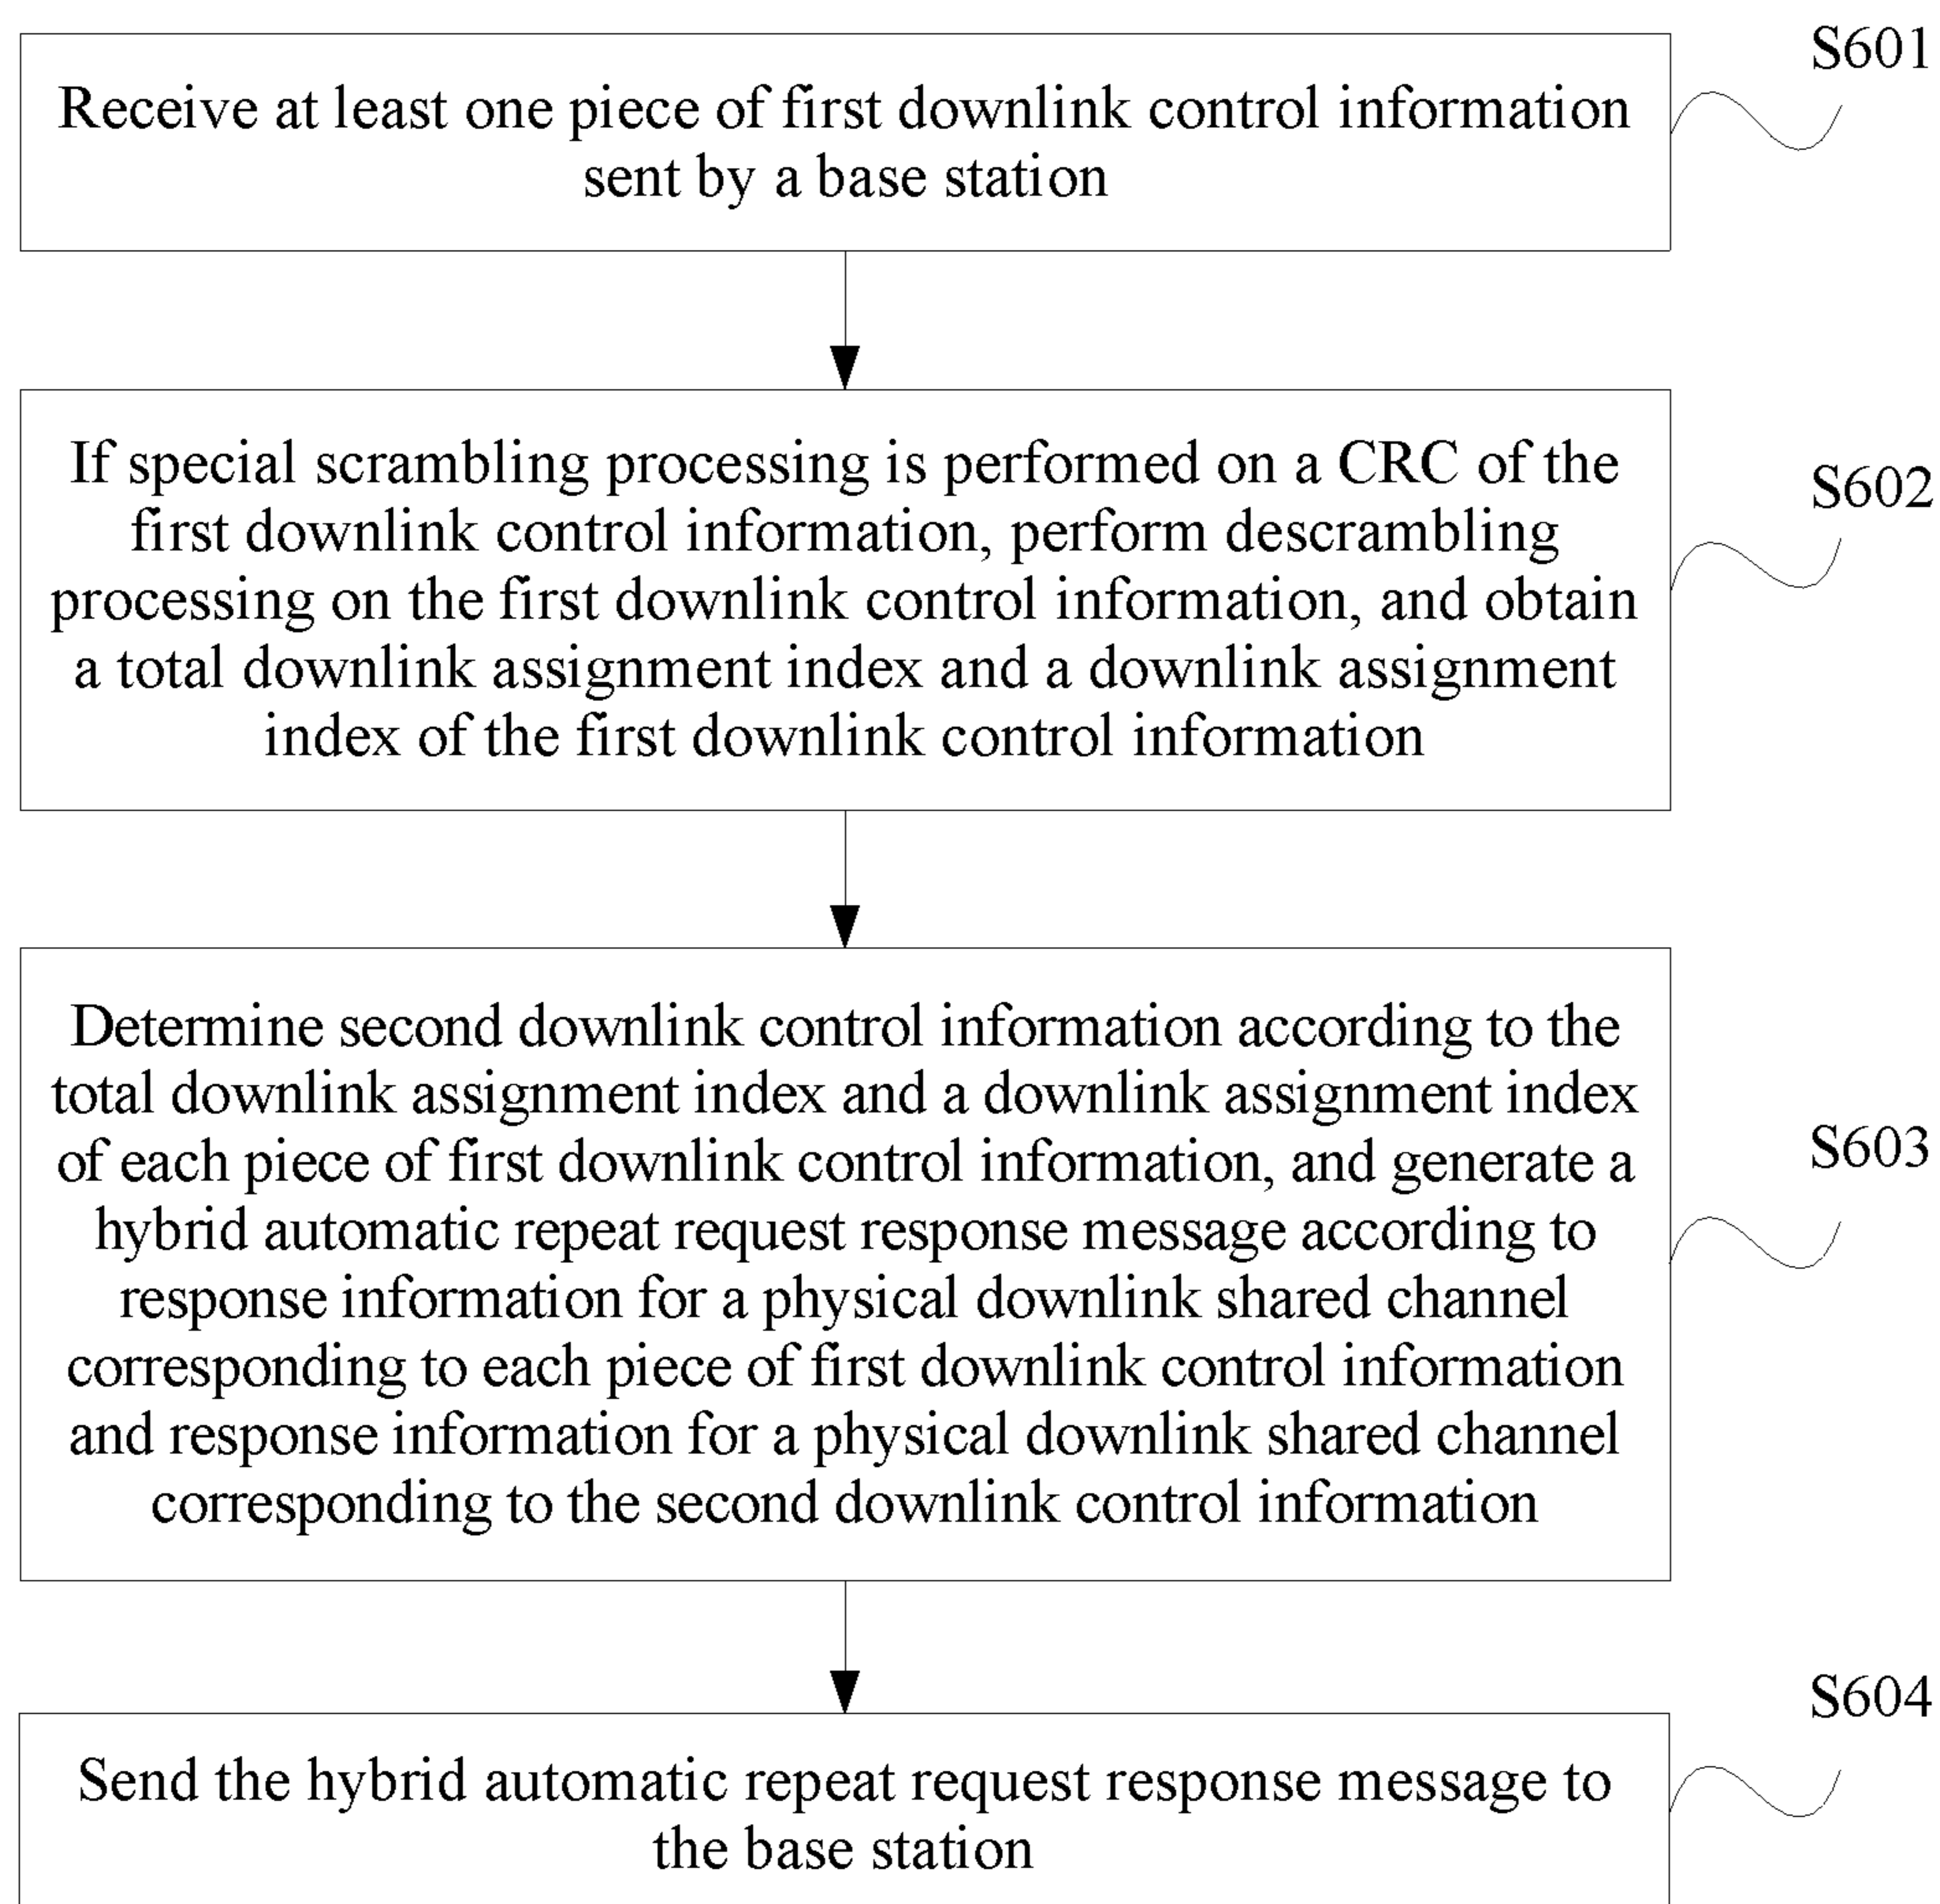 S601
Receive at least one piece of first downlink control information
sent by a base station
If special scrambling processing is performed on a CRC of the
first downlink control information, perform descrambling
processing on the first downlink control information, and obtain
a total downlink assignment index and a downlink assignment
index of the first downlink control information
S602
Determine second downlink control information according to the
total downlink assignment index and a downlink assignment index
of each piece of first downlink control information, and generate a
hybrid automatic repeat request response message according to
response information for a physical downlink shared channel
corresponding to each piece of first downlink control information
and response information for a physical downlink shared channel
corresponding to the second downlink control information
S603
Send the hybrid automatic repeat request response message to
the base station
S604